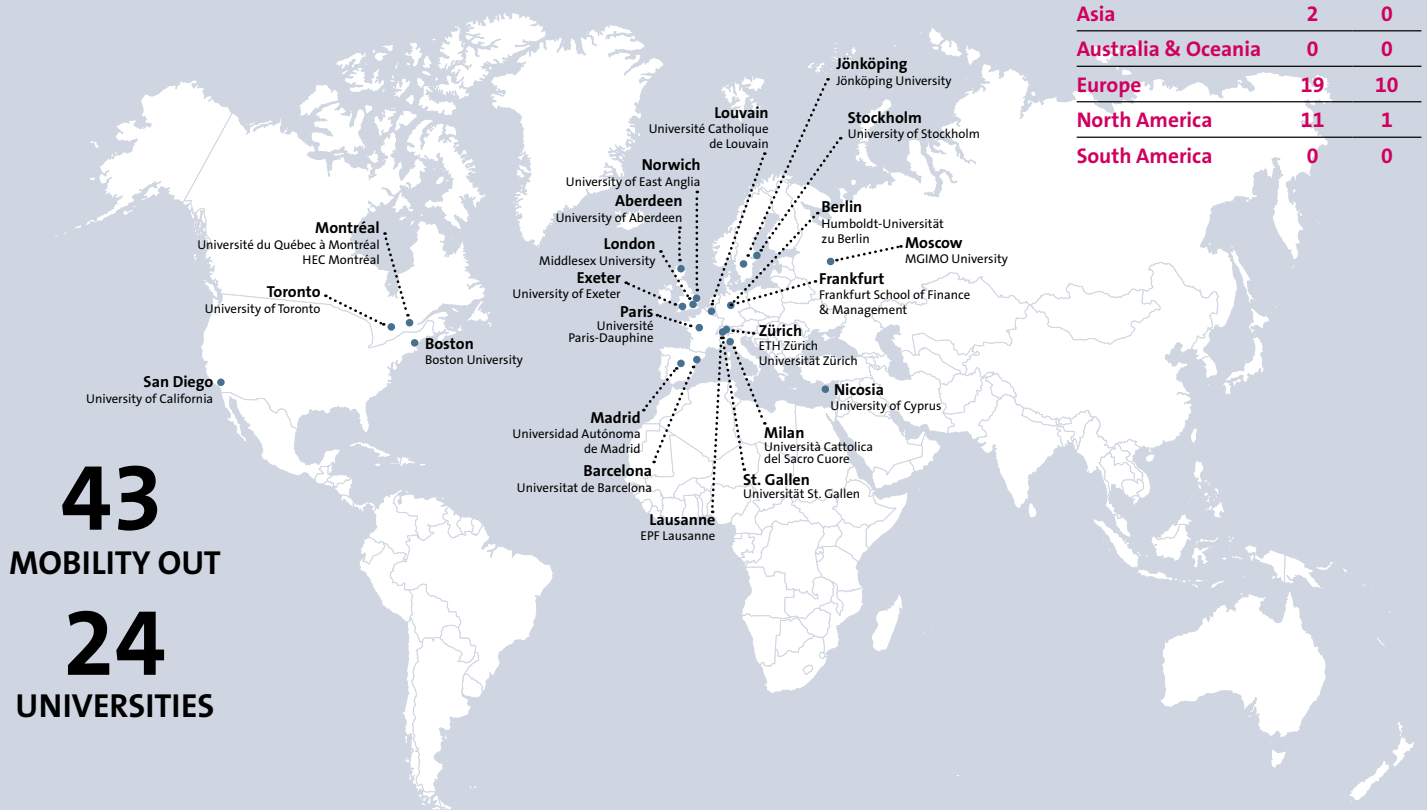 Asia 2 0
Australia & Oceania 0 0
Europe 19 10
North America 11 1
South America 0 0
Jönköping
Jönköping University
Louvain
Université Catholique
de Louvain
Stockholm
University of Stockholm
Norwich
University of East Anglia
Aberdeen
University of Aberdeen
Berlin
Humboldt-Universität
zu Berlin
Montréal
Université du Québec à Montréal
HEC Montréal
London
Middlesex University
Moscow
MGIMO University
Exeter
University of Exeter
Frankfurt
Frankfurt School of Finance
& Management
Toronto
University of Toronto
Paris
Université
Paris-Dauphine
Zürich
ETH Zürich
Universität Zürich
Boston
Boston University
San Diego
University of California
Nicosia
University of Cyprus
Madrid
Universidad Autónoma
de Madrid
Milan
Università Cattolica
del Sacro Cuore
Barcelona
Universitat de Barcelona
St. Gallen
Universität St. Gallen
Lausanne
EPF Lausanne
43
MOBILITY OUT
24
UNIVERSITIES